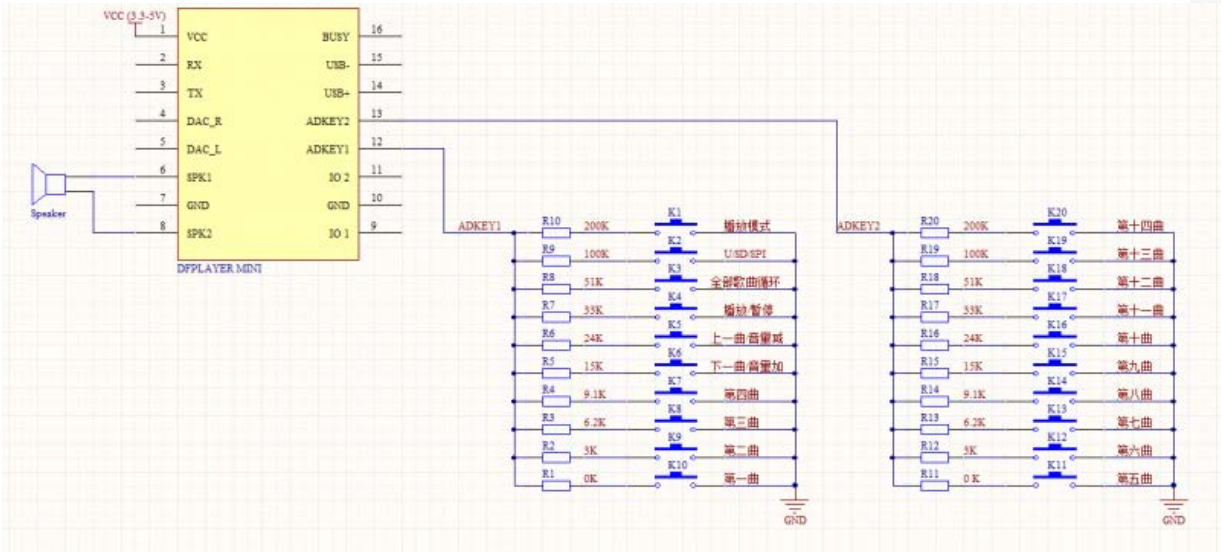 VCC (3.3-5V)
1 VCC BUSY 16
2 RX USB- 15
3 TX USB+ 14
4 DAC_R ADKEY2 13
5 DAC_L ADKEY1 12
6 SPK1 IO 2 11
7 GND GND 10
8 SPK2 IO 1 9
Speaker
DFPLAYER MINI
ADKEY1
R10 200K K1 播放模式
R9 100K K2 U/SD/SPI
R8 51K K3 全部歌曲循环
R7 33K K4 播放/暂停
R6 24K K5 上一曲/音量减
R5 15K K6 下一曲/音量加
R4 9.1K K7 第四曲
R3 6.2K K8 第三曲
R2 3K K9 第二曲
R1 0K K10 第一曲
GND
ADKEY2
R20 200K K20 第十四曲
R19 100K K19 第十三曲
R18 51K K18 第十二曲
R17 33K K17 第十一曲
R16 24K K16 第十曲
R15 15K K15 第九曲
R14 9.1K K14 第八曲
R13 6.2K K13 第七曲
R12 3K K12 第六曲
R11 0 K K11 第五曲
GND